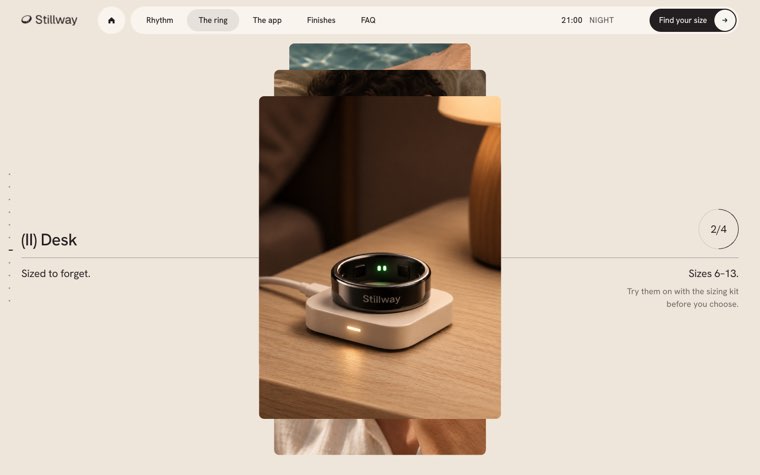 Stillway
Rhythm
The ring
The app
Finishes
FAQ
21:00 NIGHT
Find your size
(II) Desk
2/4
Sized to forget.
Sizes 6–13.
Try them on with the sizing kit
before you choose.
Stillway